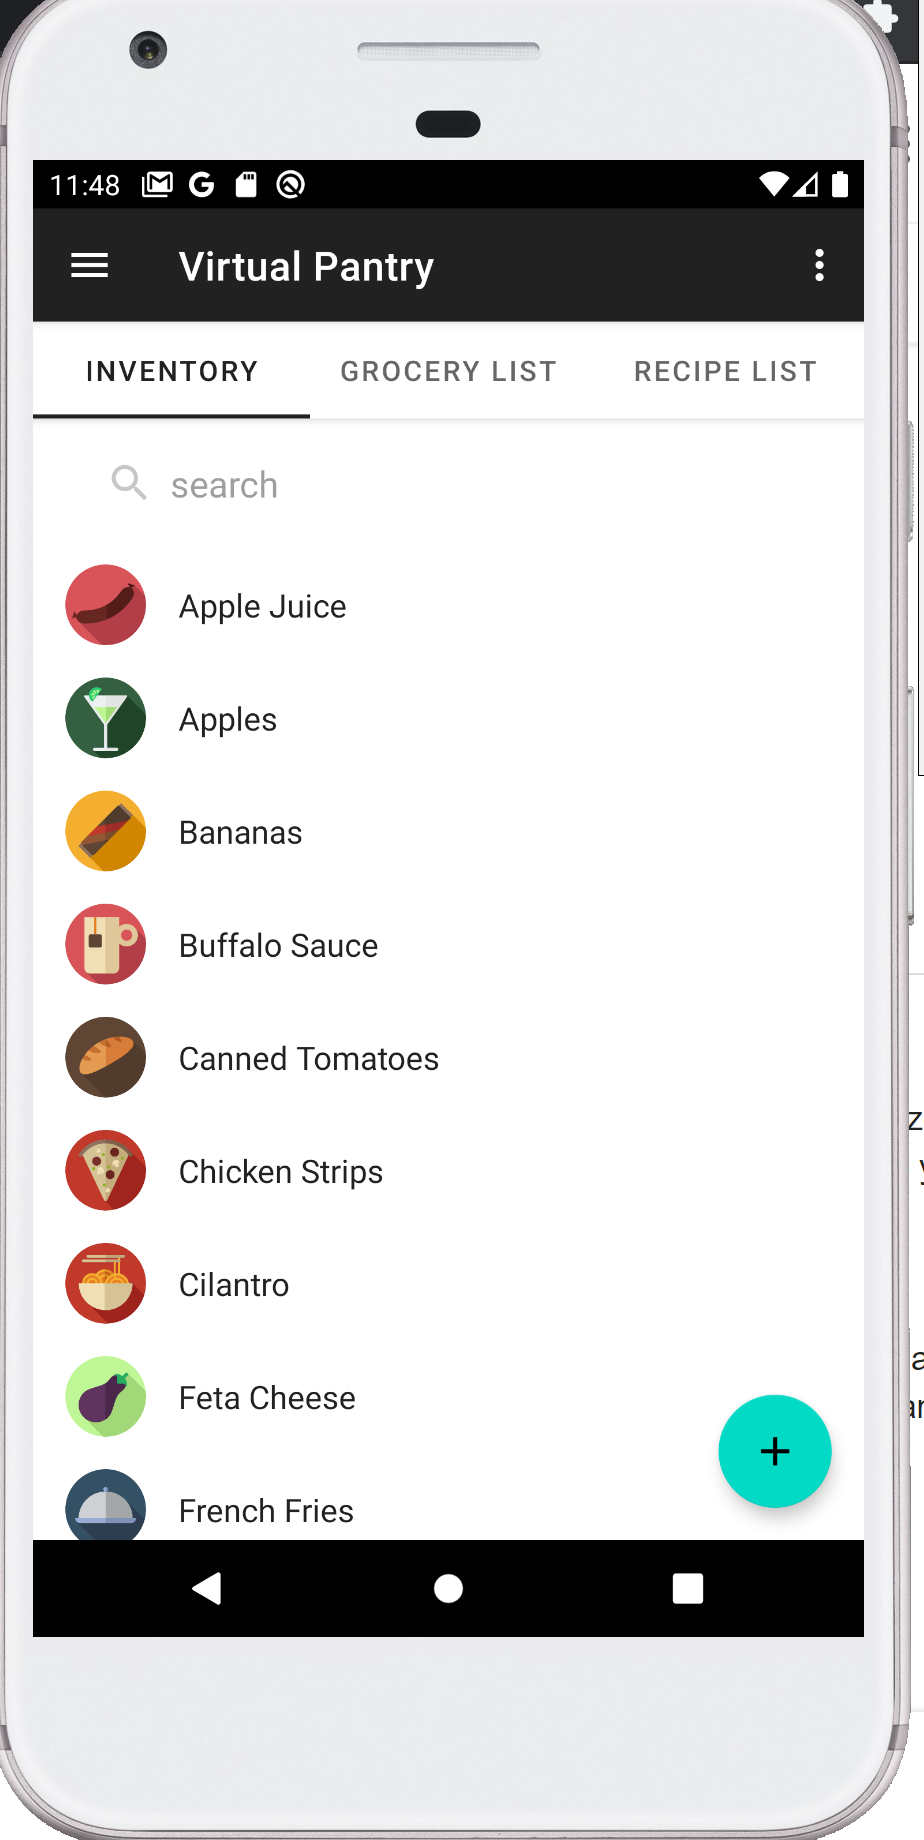 11:48
Virtual Pantry
INVENTORY
GROCERY LIST
RECIPE LIST
search
Apple Juice
Apples
Bananas
Buffalo Sauce
Canned Tomatoes
Chicken Strips
Cilantro
Feta Cheese
French Fries